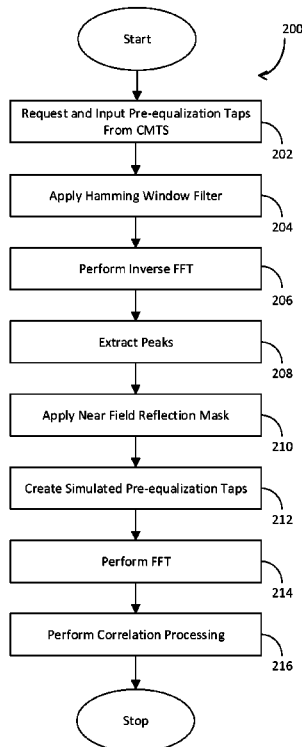 Start
200
Request and Input Pre-equalization Taps
From CMTS
202
Apply Hamming Window Filter
204
Perform Inverse FFT
206
Extract Peaks
208
Apply Near Field Reflection Mask
210
Create Simulated Pre-equalization Taps
212
Perform FFT
214
Perform Correlation Processing
216
Stop